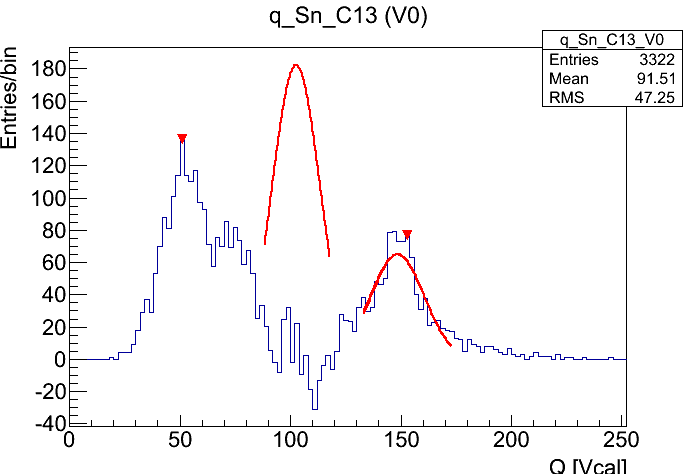 q_Sn_C13 (V0)
q_Sn_C13_V0
Entries 3322
Mean 91.51
RMS 47.25
Entries/bin
180
160
140
120
100
80
60
40
20
0
-20
-40
0 50 100 150 200 250
Q [Vcal]